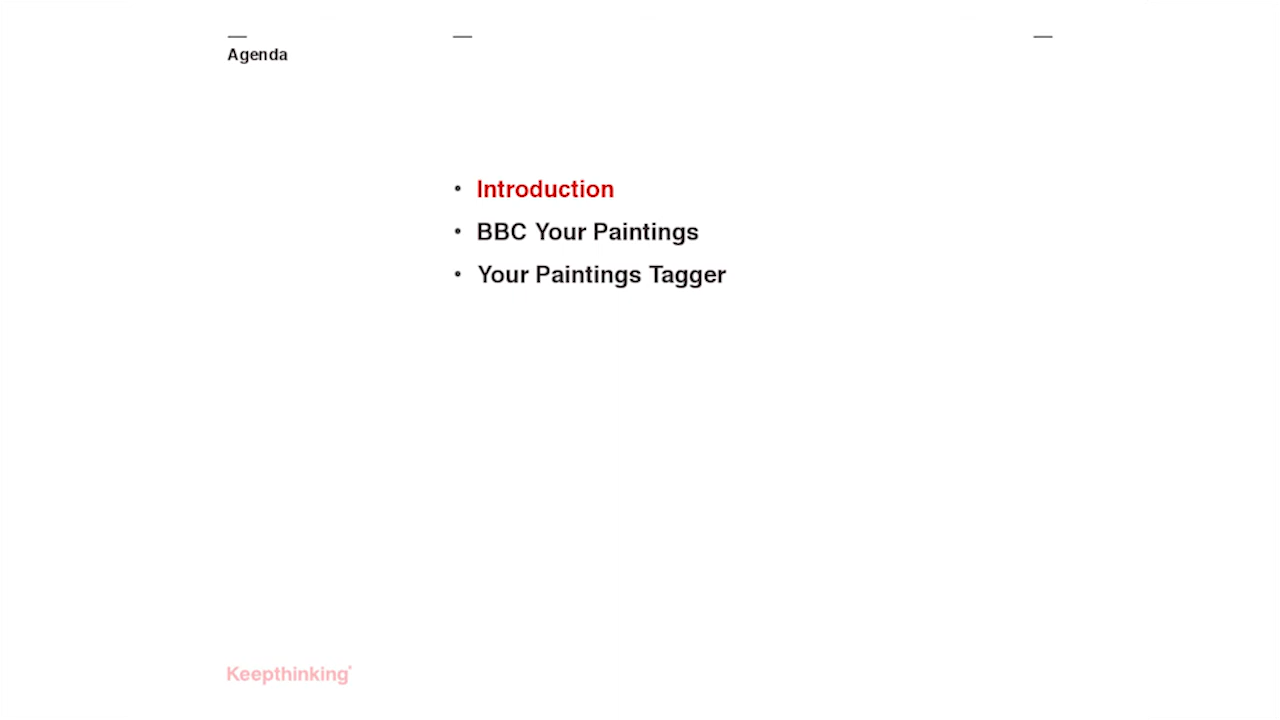 Agenda
• Introduction
• BBC Your Paintings
• Your Paintings Tagger
Keepthinking*